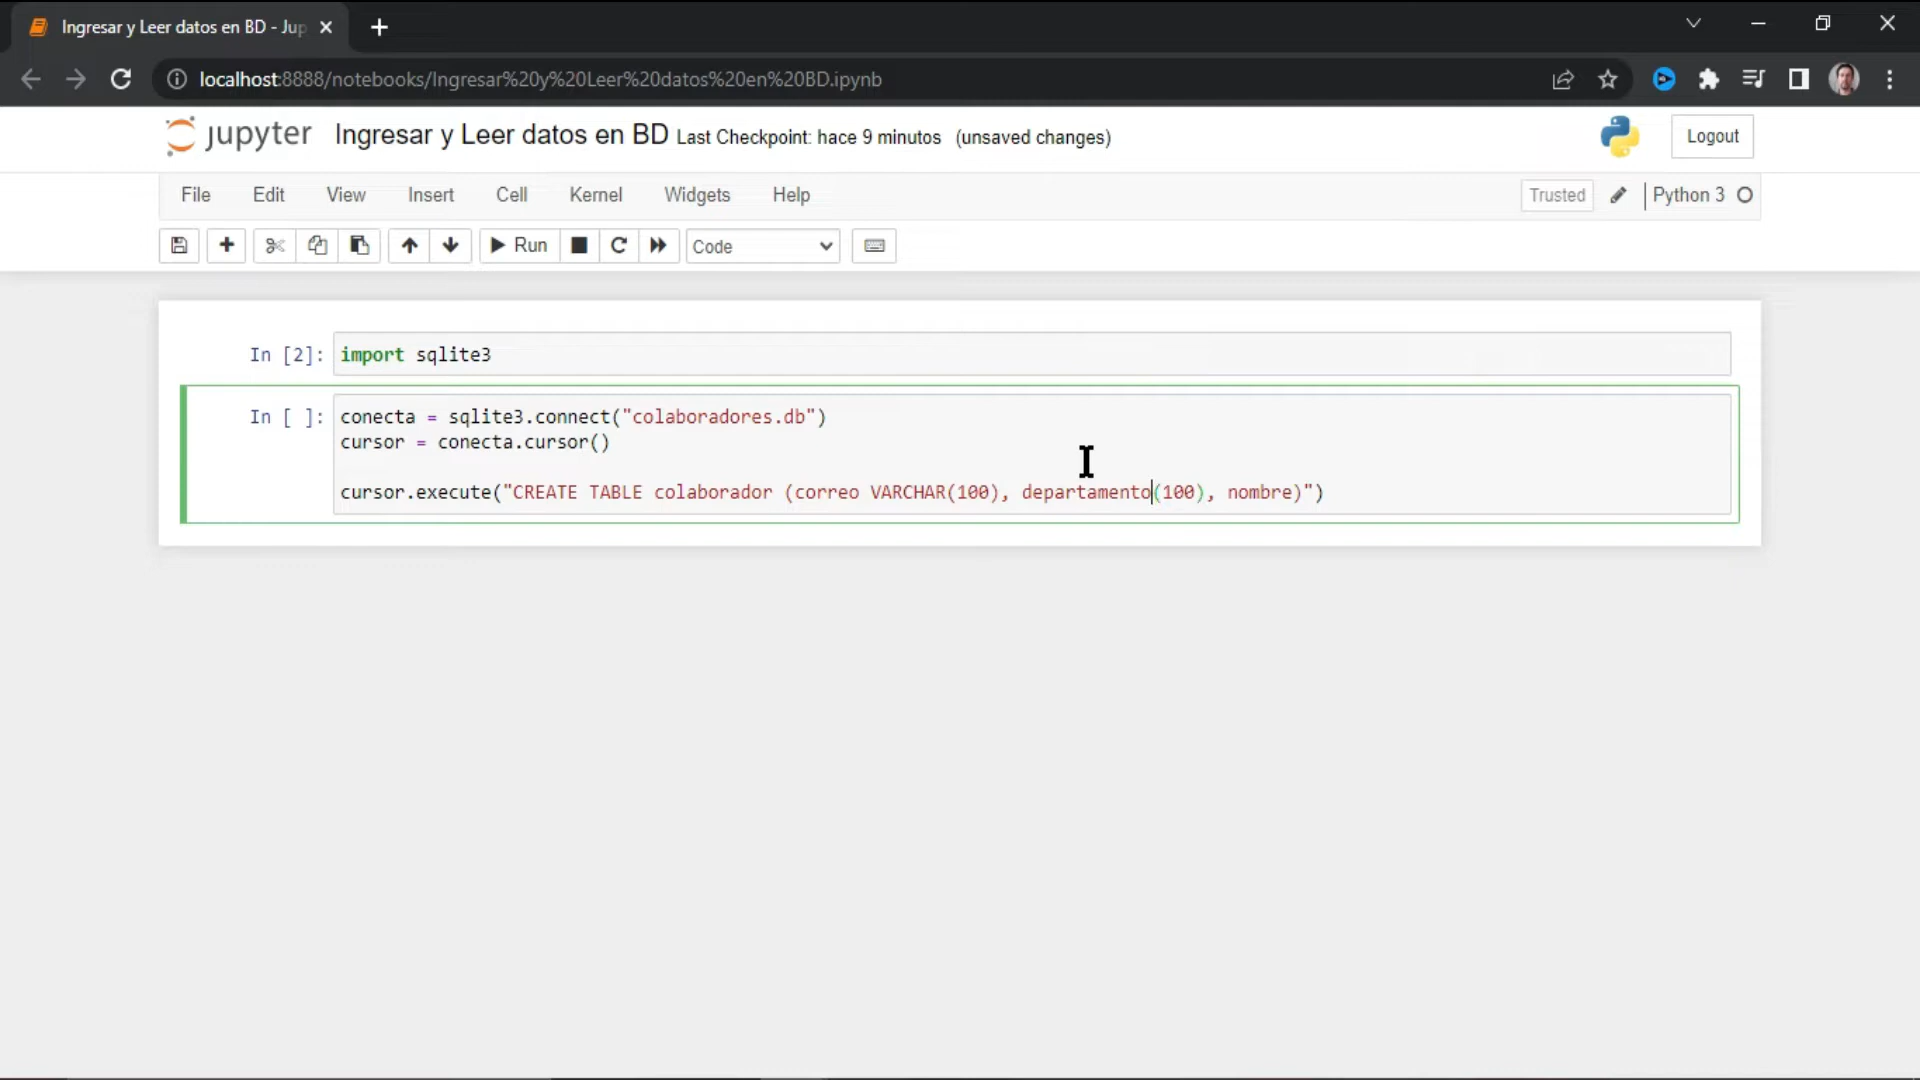 Ingresar y Leer datos en BD - Jup
localhost:8888/notebooks/Ingresar%20y%20Leer%20datos%20en%20BD.ipynb
jupyter Ingresar y Leer datos en BD Last Checkpoint: hace 9 minutos (unsaved changes)
Logout
File Edit View Insert Cell Kernel Widgets Help
Trusted Python 3
Run Code
In [2]: import sqlite3
In [ ]: conecta = sqlite3.connect("colaboradores.db")
cursor = conecta.cursor()
cursor.execute("CREATE TABLE colaborador (correo VARCHAR(100), departamento(100), nombre)")